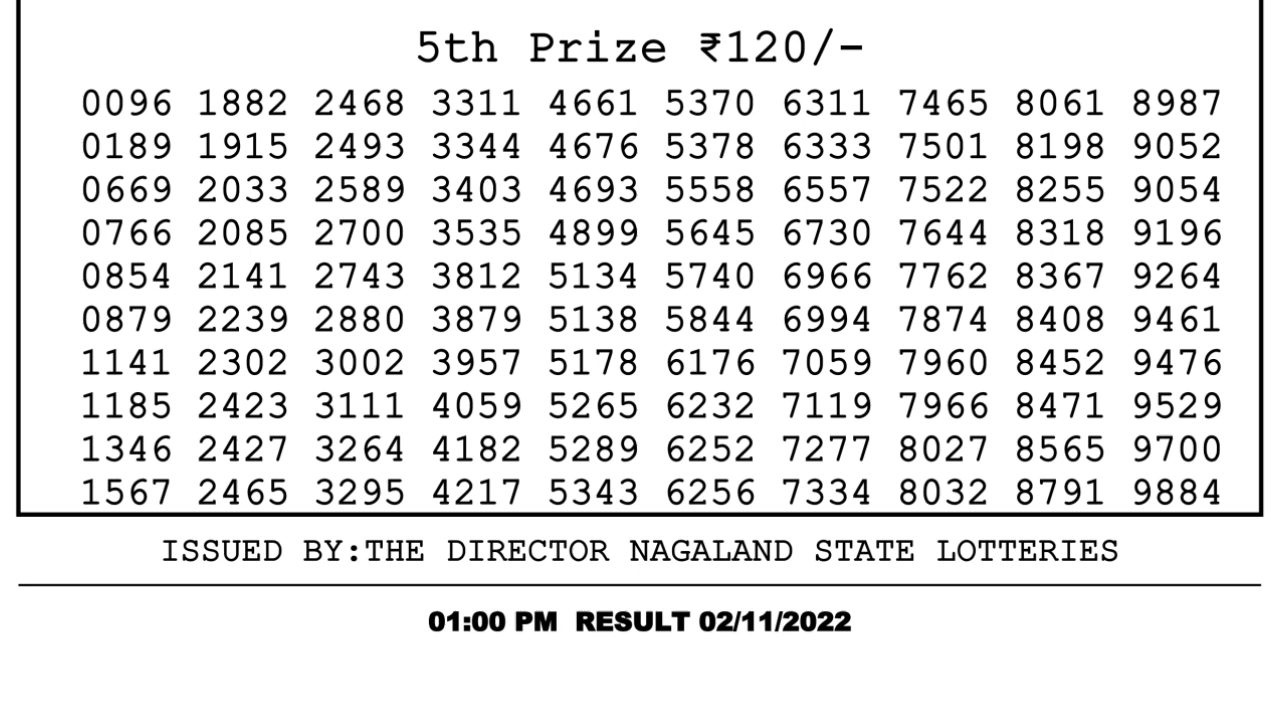 5th Prize ₹120/-
0096 1882 2468 3311 4661 5370 6311 7465 8061 8987
0189 1915 2493 3344 4676 5378 6333 7501 8198 9052
0669 2033 2589 3403 4693 5558 6557 7522 8255 9054
0766 2085 2700 3535 4899 5645 6730 7644 8318 9196
0854 2141 2743 3812 5134 5740 6966 7762 8367 9264
0879 2239 2880 3879 5138 5844 6994 7874 8408 9461
1141 2302 3002 3957 5178 6176 7059 7960 8452 9476
1185 2423 3111 4059 5265 6232 7119 7966 8471 9529
1346 2427 3264 4182 5289 6252 7277 8027 8565 9700
1567 2465 3295 4217 5343 6256 7334 8032 8791 9884
ISSUED BY:THE DIRECTOR NAGALAND STATE LOTTERIES
01:00 PM RESULT 02/11/2022